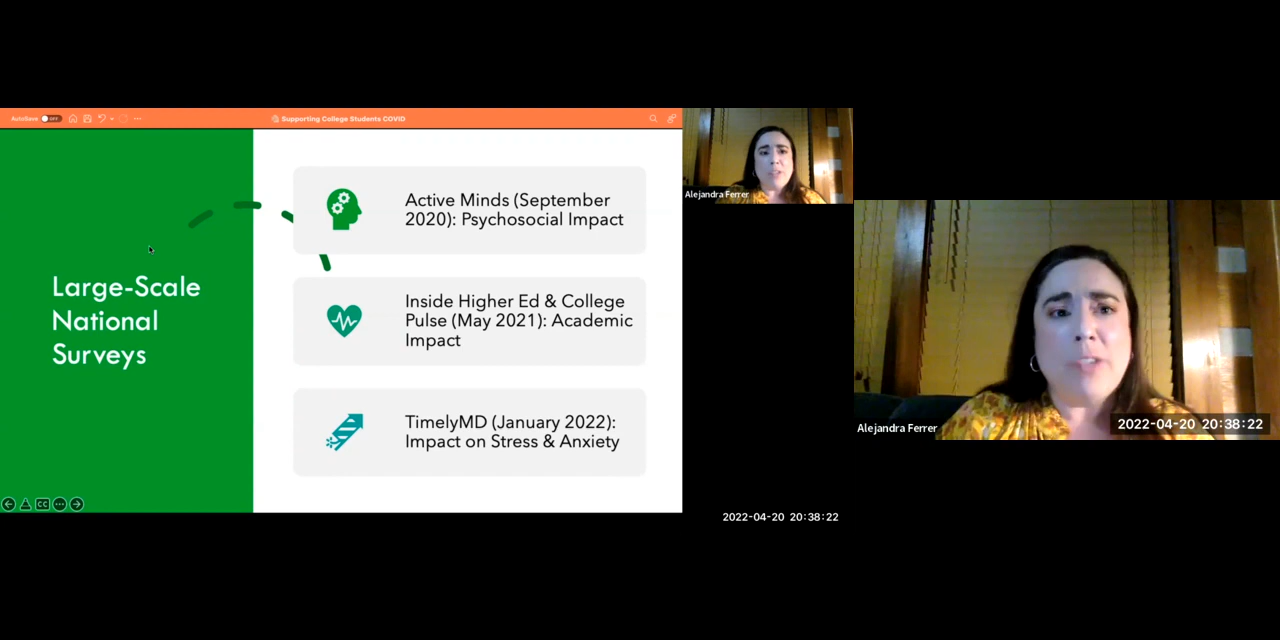 AutoSave
OFF
Supporting College Students COVID
Large-Scale
National
Surveys
Active Minds (September
2020): Psychosocial Impact
Inside Higher Ed & College
Pulse (May 2021): Academic
Impact
TimelyMD (January 2022):
Impact on Stress & Anxiety
CC
Alejandra Ferrer
2022-04-20 20:38:22
Alejandra Ferrer
2022-04-20 20:38:22